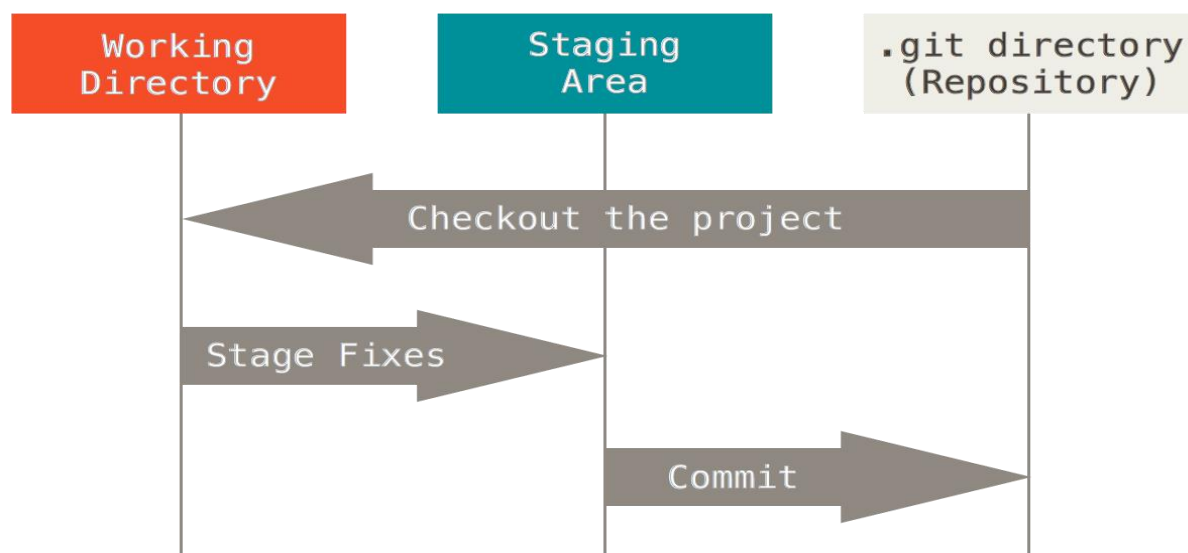 Working
Directory
Staging
Area
.git directory
(Repository)
Checkout the project
Stage Fixes
Commit